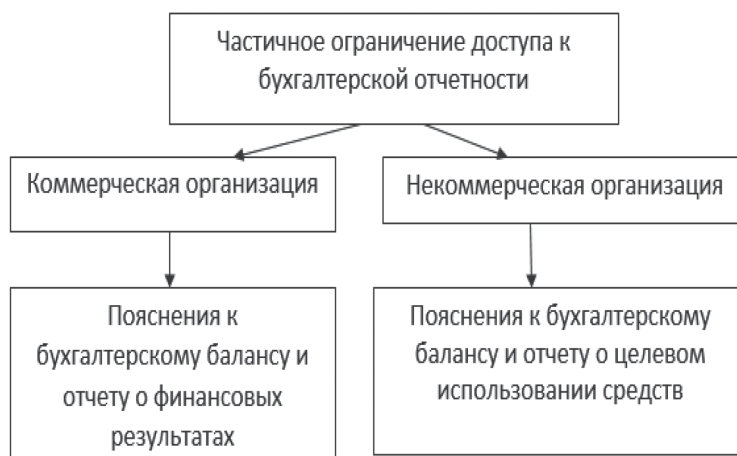 Частичное ограничение доступа к
бухгалтерской отчетности
Коммерческая организация
Некоммерческая организация
Пояснения к
бухгалтерскому балансу и
отчету о финансовых
результатах
Пояснения к бухгалтерскому
балансу и отчету о целевом
использовании средств